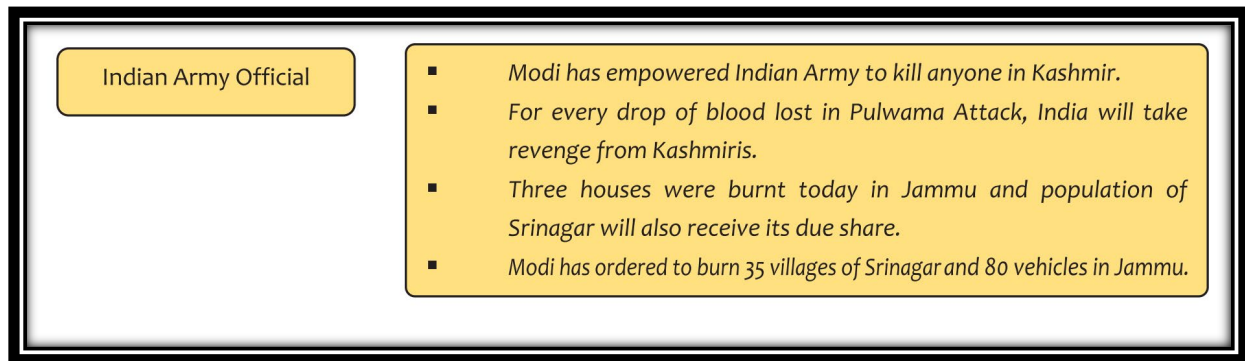 Indian Army Official
▪ Modi has empowered Indian Army to kill anyone in Kashmir.
▪ For every drop of blood lost in Pulwama Attack, India will take
revenge from Kashmiris.
▪ Three houses were burnt today in Jammu and population of
Srinagar will also receive its due share.
▪ Modi has ordered to burn 35 villages of Srinagar and 80 vehicles in Jammu.